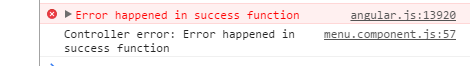 Error happened in success function angular.js:13920
Controller error: Error happened in menu.component.js:57
success function